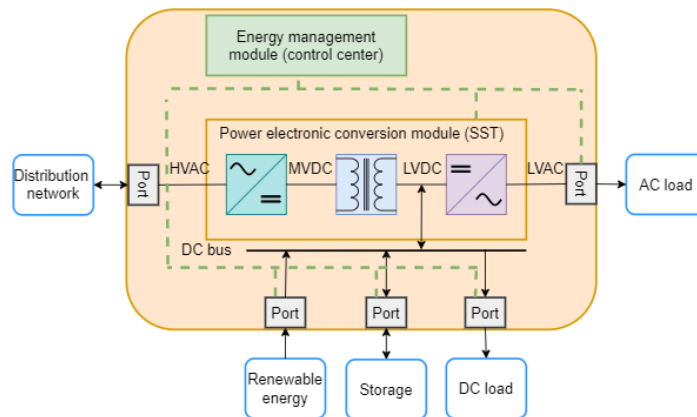 Energy management
module (control center)
Power electronic conversion module (SST)
HVAC
MVDC
LVDC
LVAC
Distribution
network
Port
Port
AC load
DC bus
Port
Port
Port
Renewable
energy
Storage
DC load